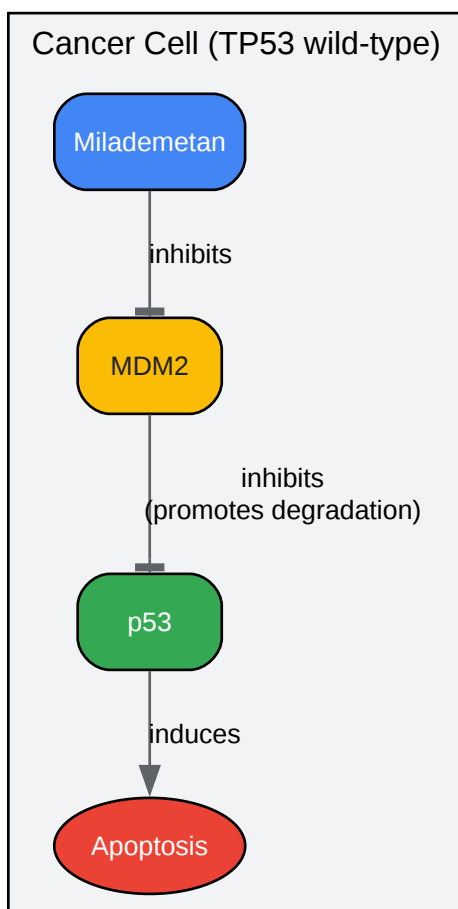 Cancer Cell (TP53 wild-type)
Milademetan
inhibits
MDM2
inhibits
(promotes degradation)
p53
induces
Apoptosis